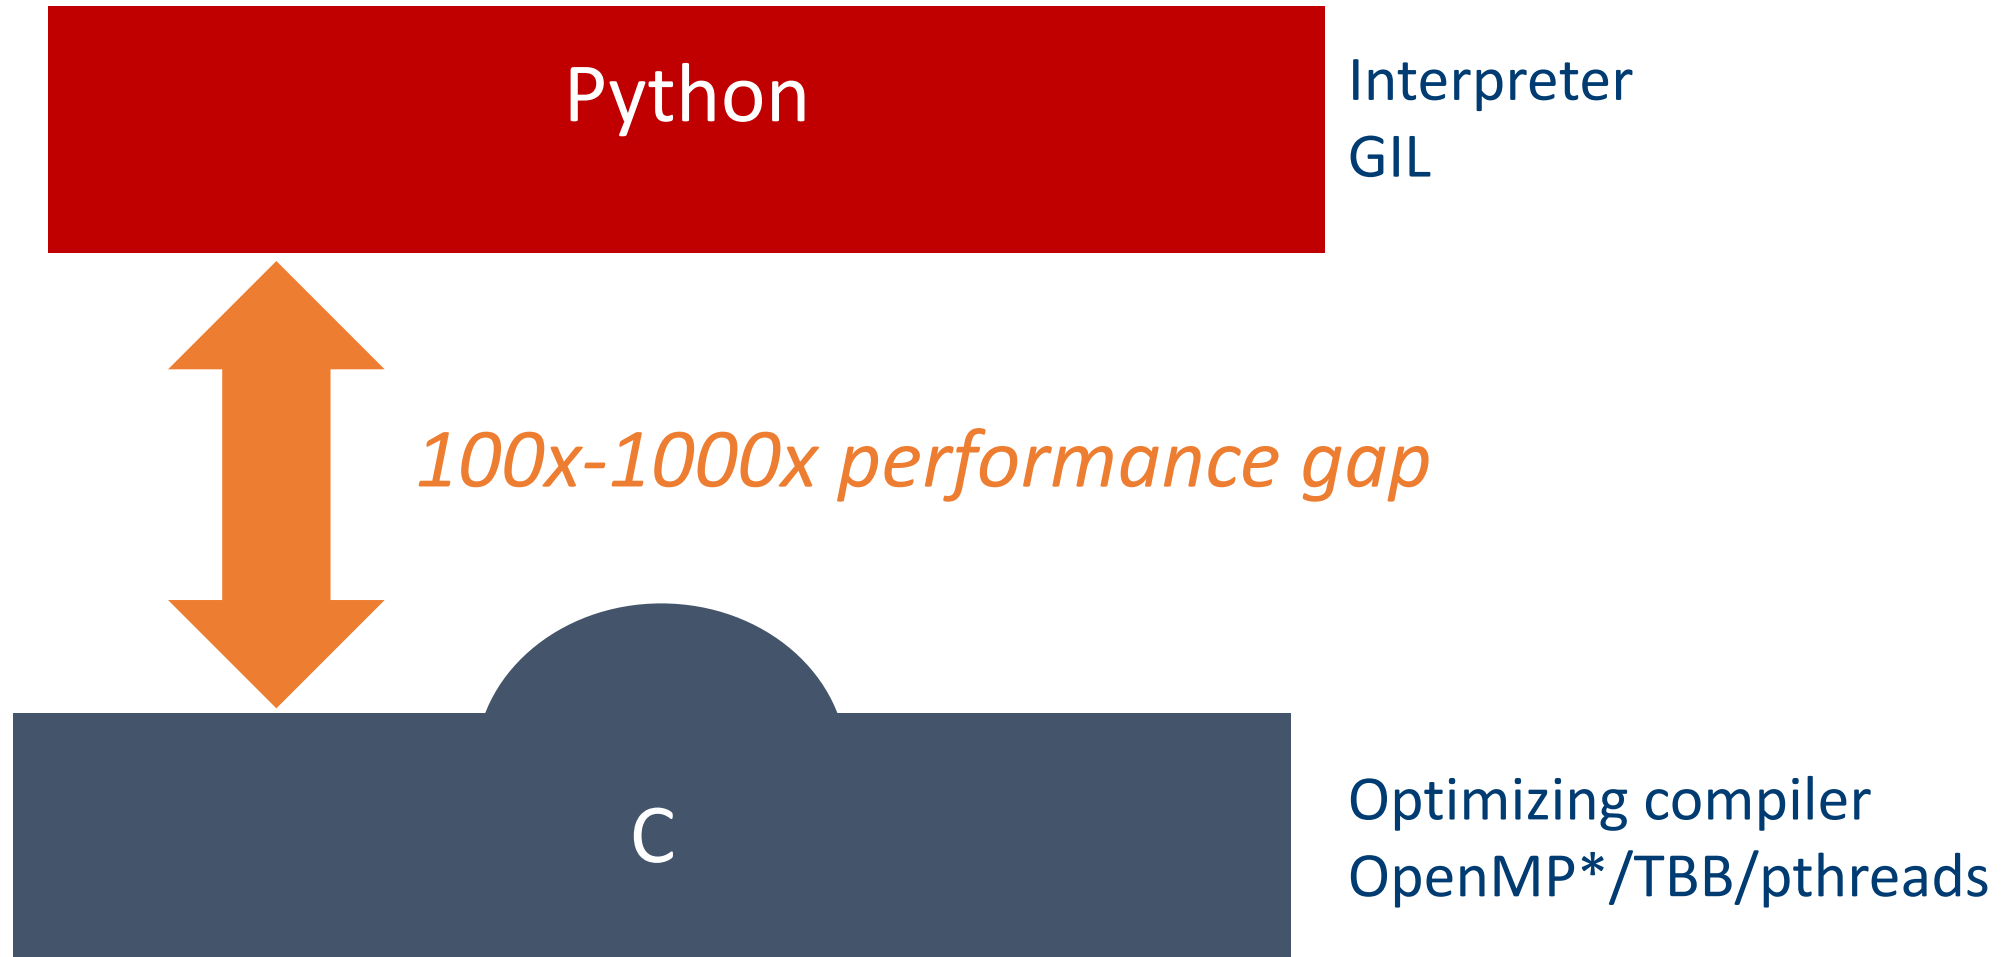 Python
Interpreter
GIL
100x-1000x performance gap
C
Optimizing compiler
OpenMP*/TBB/pthreads